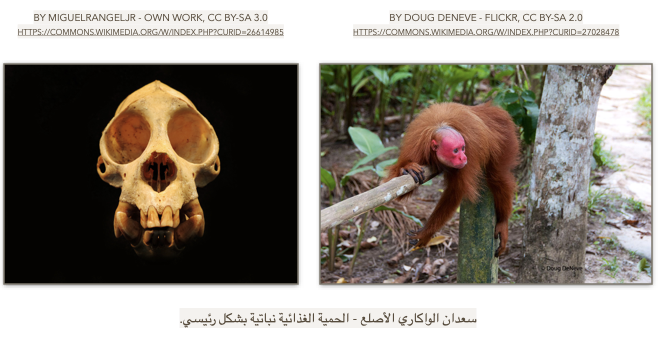 BY MIGUELRANGELJR - OWN WORK, CC BY-SA 3.0
HTTPS://COMMONS.WIKIMEDIA.ORG/W/INDEX.PHP?CURID=26614985
BY DOUG DENEVE - FLICKR, CC BY-SA 2.0
HTTPS://COMMONS.WIKIMEDIA.ORG/W/INDEX.PHP?CURID=27028478
© Doug DeNeve
سعدان الواكاري الأصلع - الحمية الغذائية نباتية بشكل رئيسي.